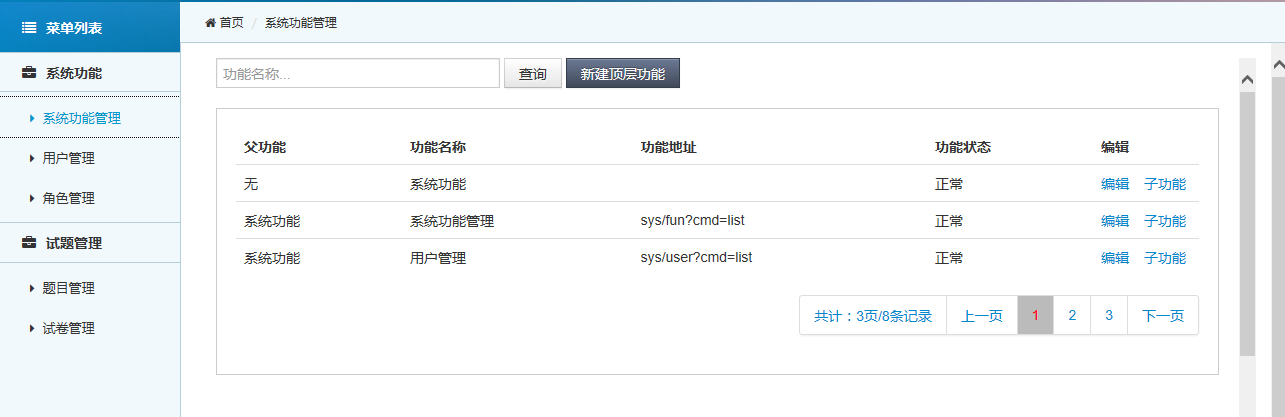 菜单列表
系统功能
系统功能管理
用户管理
角色管理
试题管理
题目管理
试卷管理
首页 / 系统功能管理
功能名称... 查询 新建顶层功能
父功能 功能名称 功能地址 功能状态 编辑
无 系统功能 正常 编辑 子功能
系统功能 系统功能管理 sys/fun?cmd=list 正常 编辑 子功能
系统功能 用户管理 sys/user?cmd=list 正常 编辑 子功能
共计：3页/8条记录 上一页 1 2 3 下一页